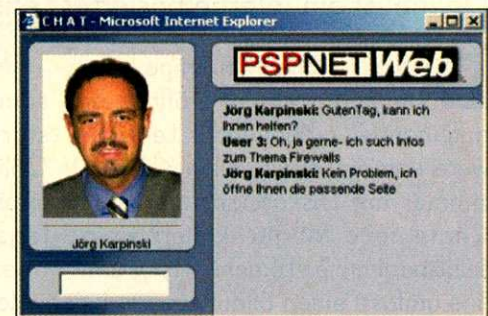 CHAT - Microsoft Internet Explorer
PSPNET Web
Jörg Karpinski: GutenTag, kann ich
Ihnen helfen?
User 3: Oh, ja gerne- ich such Infos
zum Thema Firewalls
Jörg Karpinski: Kein Problem, ich
öffne Ihnen die passende Seite
Jörg Karpinski